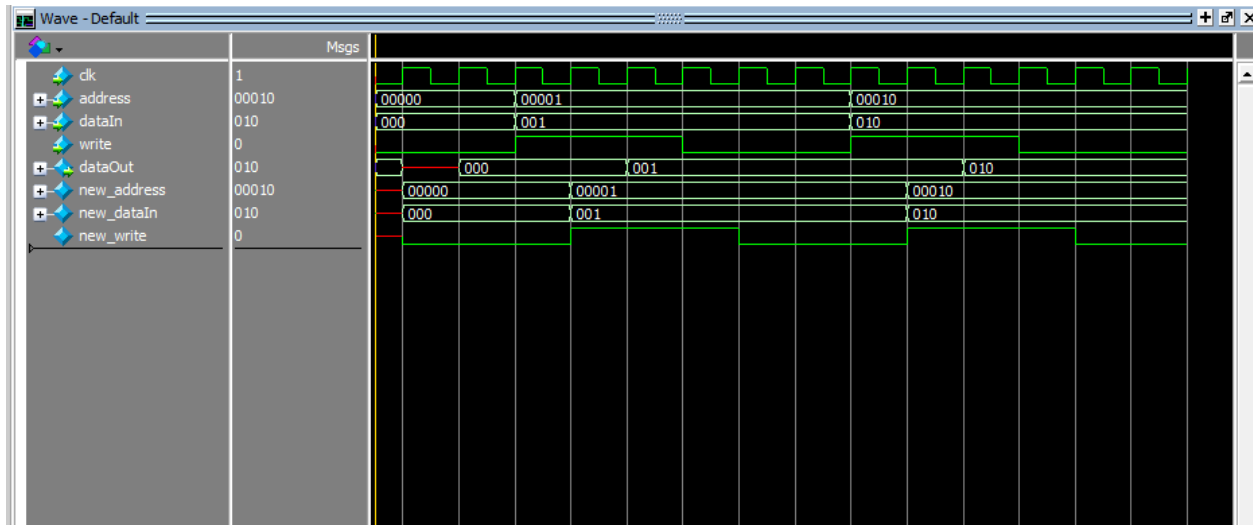 Wave - Default
Msgs
clk 1
address 00010 00000 00001 00010
dataIn 010 000 001 010
write 0
dataOut 010 000 001 010
new_address 00010 00000 00001 00010
new_dataIn 010 000 001 010
new_write 0